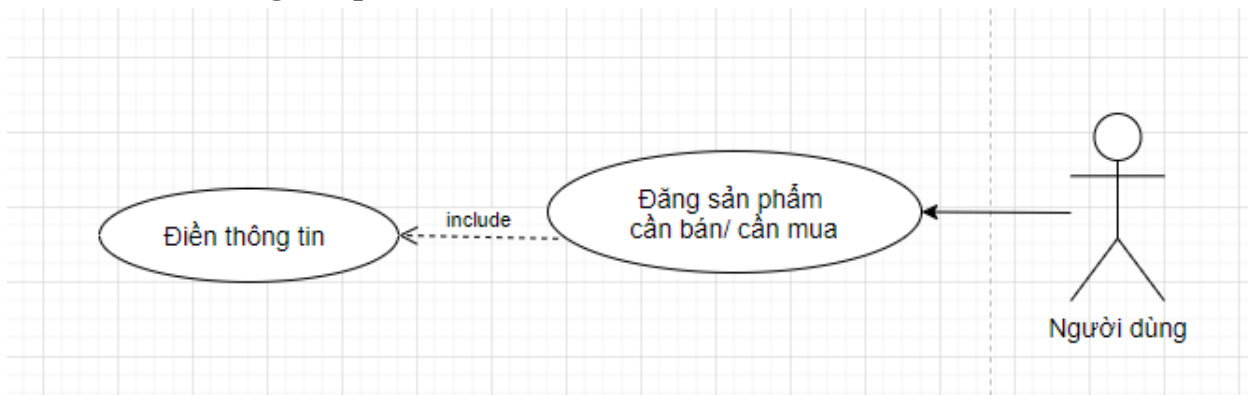 Điền thông tin
include
Đăng sản phẩm
cần bán/ cần mua
Người dùng